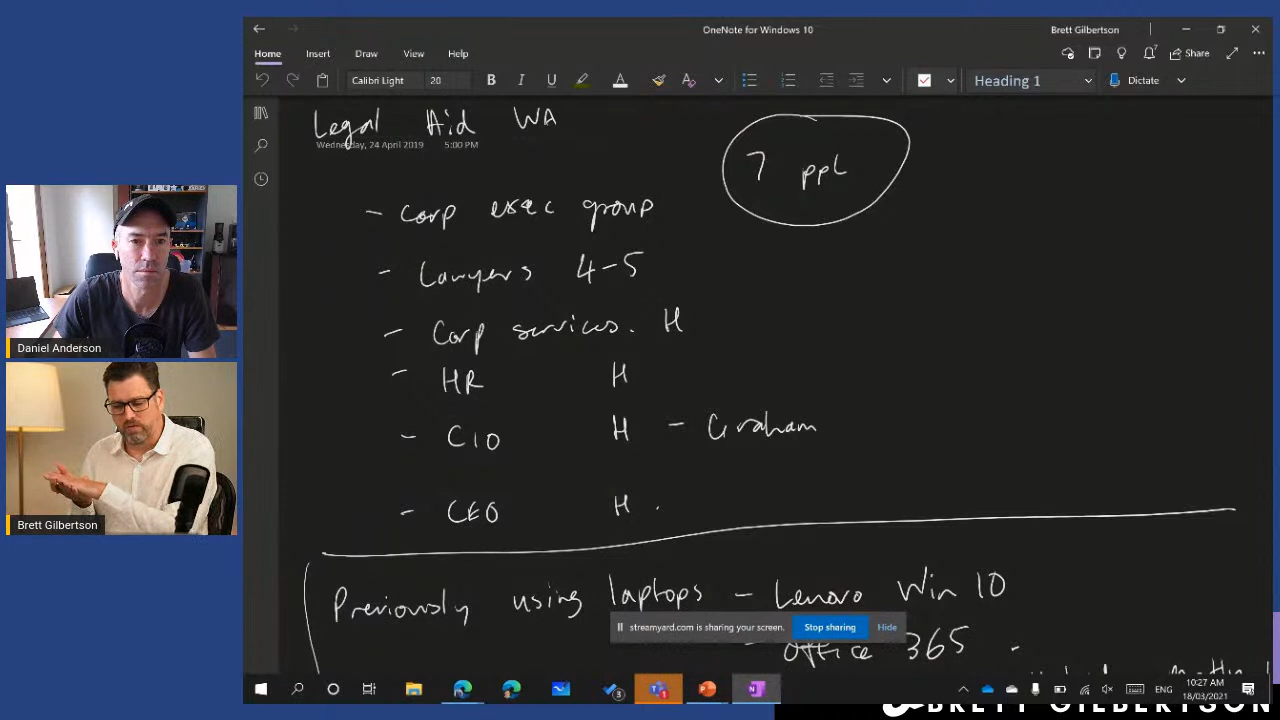 OneNote for Windows 10
Brett Gilbertson
Home Insert Draw View Help
Share
Calibri Light 20 B I U A Heading 1 Dictate
Legal Aid WA
Wednesday, 24 April 2019 5:00 PM
7 ppl
- Corp exec group
- Lawyers 4-5
- Corp services. H
- HR H
- CIO H - Graham
- CEO H .
Previously using laptops - Lenovo Win 10
- Office 365 -
streamyard.com is sharing your screen. Stop sharing Hide
Daniel Anderson
Brett Gilbertson
ENG
10:27 AM
18/03/2021
BRETT GILBERTSON